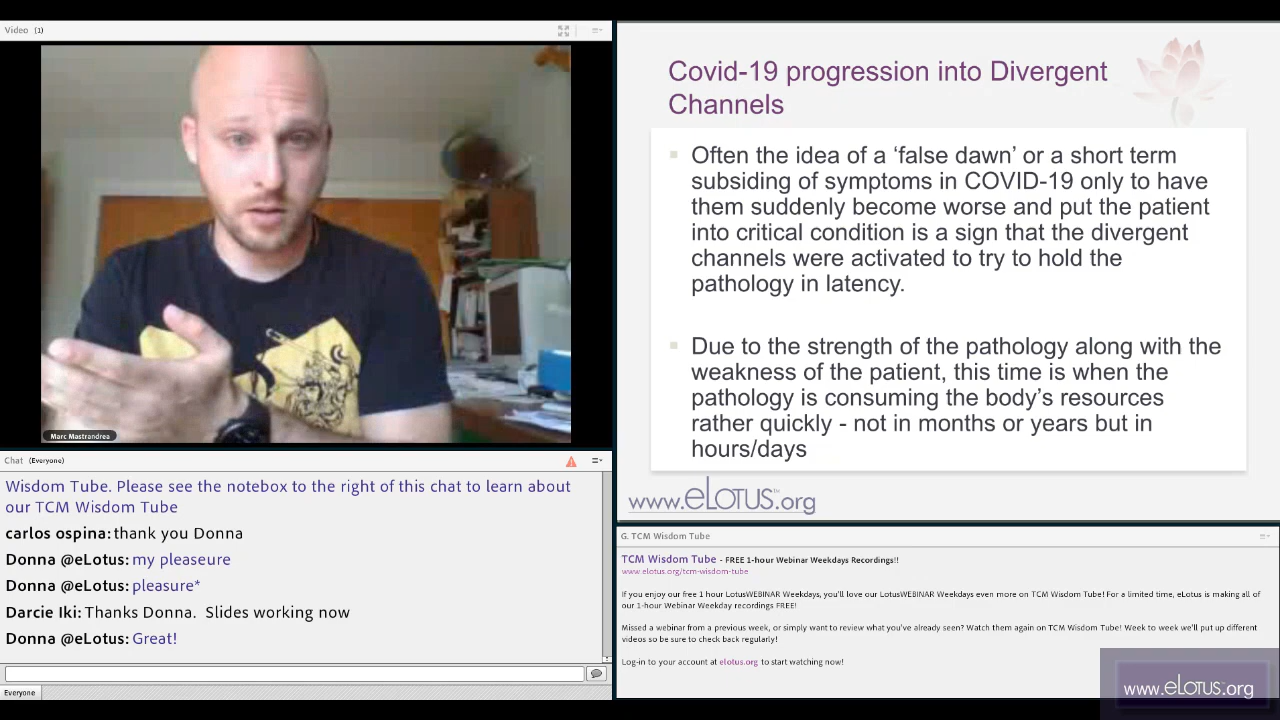 Video (1)
Marc Mastrandrea
Chat (Everyone)
Wisdom Tube. Please see the notebox to the right of this chat to learn about
our TCM Wisdom Tube
carlos ospina: thank you Donna
Donna @eLotus: my pleaseure
Donna @eLotus: pleasure*
Darcie Iki: Thanks Donna.  Slides working now
Donna @eLotus: Great!
Everyone
Covid-19 progression into Divergent
Channels
Often the idea of a ‘false dawn’ or a short term
subsiding of symptoms in COVID-19 only to have
them suddenly become worse and put the patient
into critical condition is a sign that the divergent
channels were activated to try to hold the
pathology in latency.
Due to the strength of the pathology along with the
weakness of the patient, this time is when the
pathology is consuming the body’s resources
rather quickly - not in months or years but in
hours/days
www.eLOTUS.org
G. TCM Wisdom Tube
TCM Wisdom Tube - FREE 1-hour Webinar Weekdays Recordings!!
www.elotus.org/tcm-wisdom-tube
If you enjoy our free 1 hour LotusWEBINAR Weekdays, you'll love our LotusWEBINAR Weekdays even more on TCM Wisdom Tube! For a limited time, eLotus is making all of
our 1-hour Webinar Weekday recordings FREE!
Missed a webinar from a previous week, or simply want to review what you've already seen? Watch them again on TCM Wisdom Tube! Week to week we'll put up different
videos so be sure to check back regularly!
Log-in to your account at elotus.org to start watching now!
www.eLOTUS.org